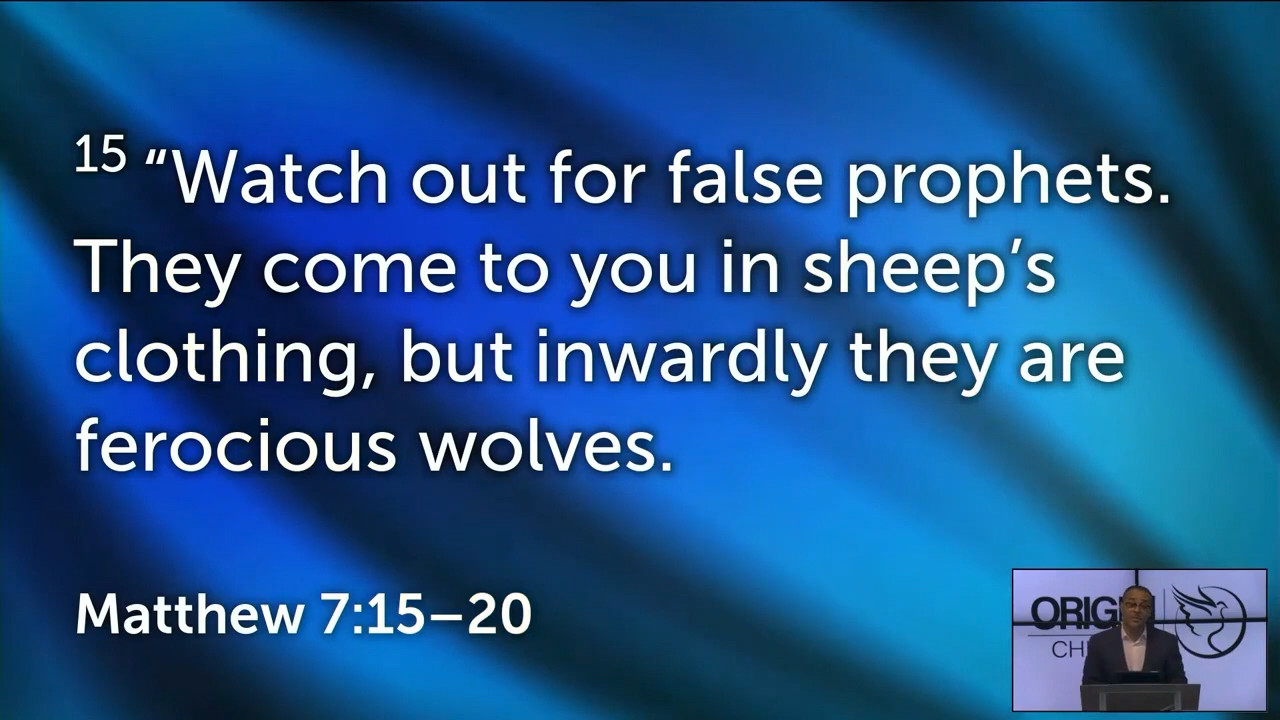 15 “Watch out for false prophets.
They come to you in sheep’s
clothing, but inwardly they are
ferocious wolves.
Matthew 7:15–20